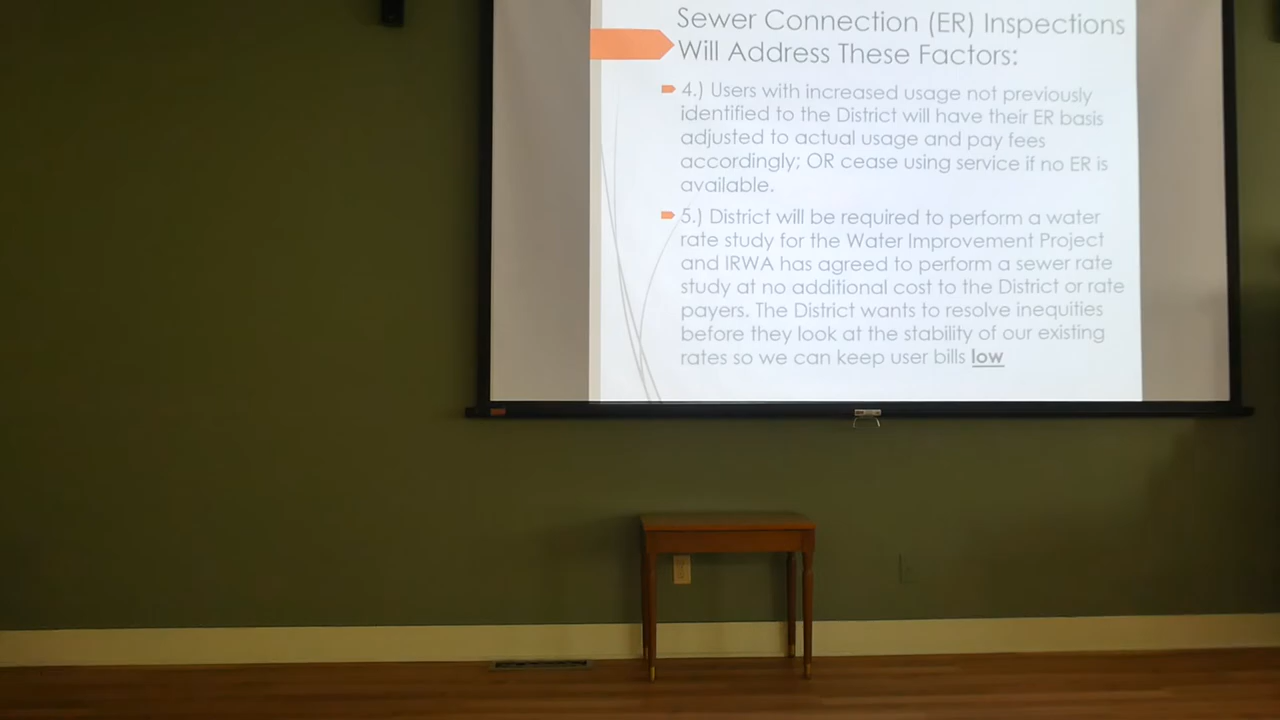 Sewer Connection (ER) Inspections
Will Address These Factors:
4.) Users with increased usage not previously
identified to the District will have their ER basis
adjusted to actual usage and pay fees
accordingly; OR cease using service if no ER is
available.
5.) District will be required to perform a water
rate study for the Water Improvement Project
and IRWA has agreed to perform a sewer rate
study at no additional cost to the District or rate
payers. The District wants to resolve inequities
before they look at the stability of our existing
rates so we can keep user bills low